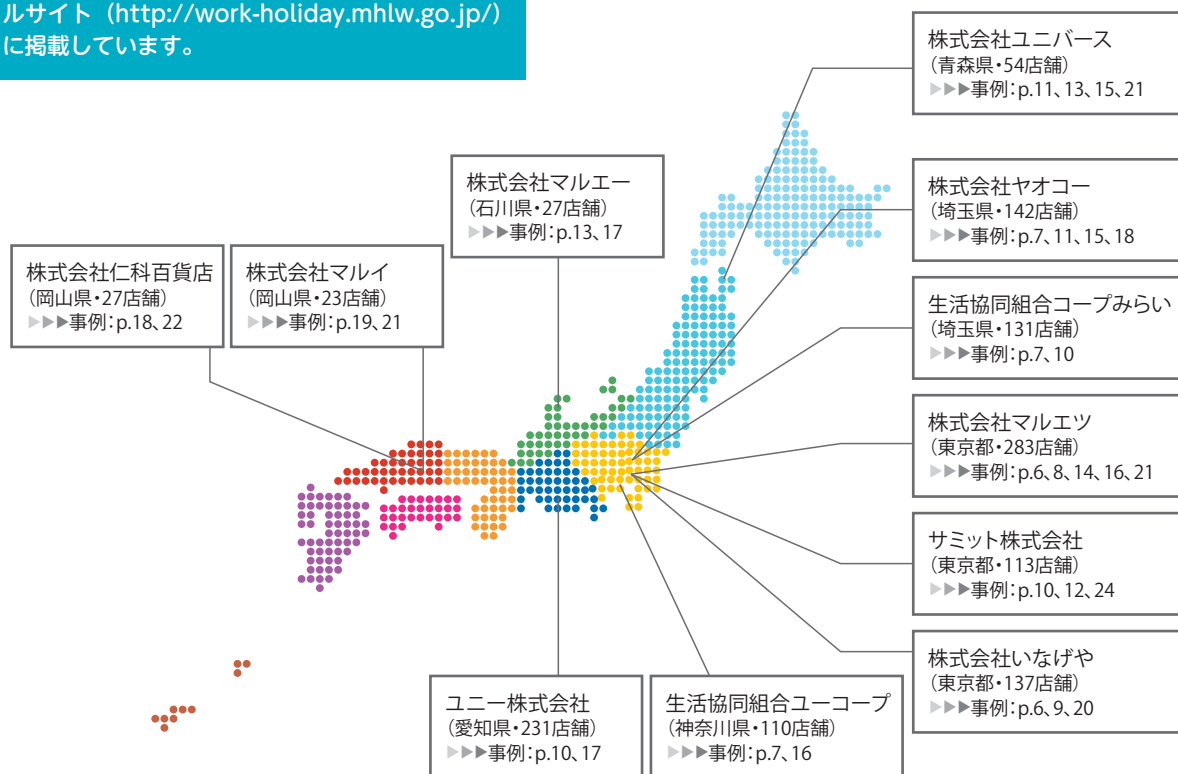 ルサイト（http://work-holiday.mhlw.go.jp/）
に掲載しています。
株式会社ユニバース
（青森県・54店舗）
▶▶▶事例：p.11、13、15、21
株式会社マルエー
（石川県・27店舗）
▶▶▶事例：p.13、17
株式会社ヤオコー
（埼玉県・142店舗）
▶▶▶事例：p.7、11、15、18
株式会社仁科百貨店
（岡山県・27店舗）
▶▶▶事例：p.18、22
株式会社マルイ
（岡山県・23店舗）
▶▶▶事例：p.19、21
生活協同組合コープみらい
（埼玉県・131店舗）
▶▶▶事例：p.7、10
株式会社マルエツ
（東京都・283店舗）
▶▶▶事例：p.6、8、14、16、21
サミット株式会社
（東京都・113店舗）
▶▶▶事例：p.10、12、24
株式会社いなげや
（東京都・137店舗）
▶▶▶事例：p.6、9、20
ユニー株式会社
（愛知県・231店舗）
▶▶▶事例：p.10、17
生活協同組合ユーコープ
（神奈川県・110店舗）
▶▶▶事例：p.7、16